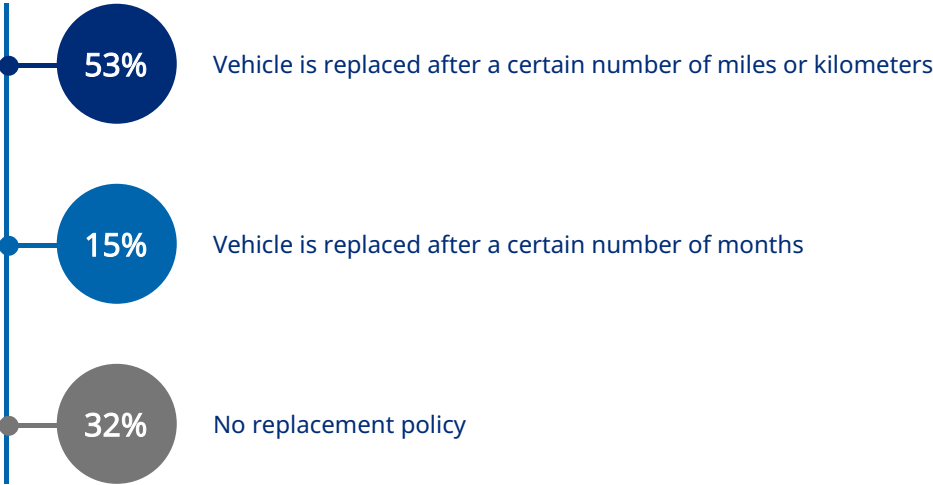 53%
Vehicle is replaced after a certain number of miles or kilometers
15%
Vehicle is replaced after a certain number of months
32%
No replacement policy